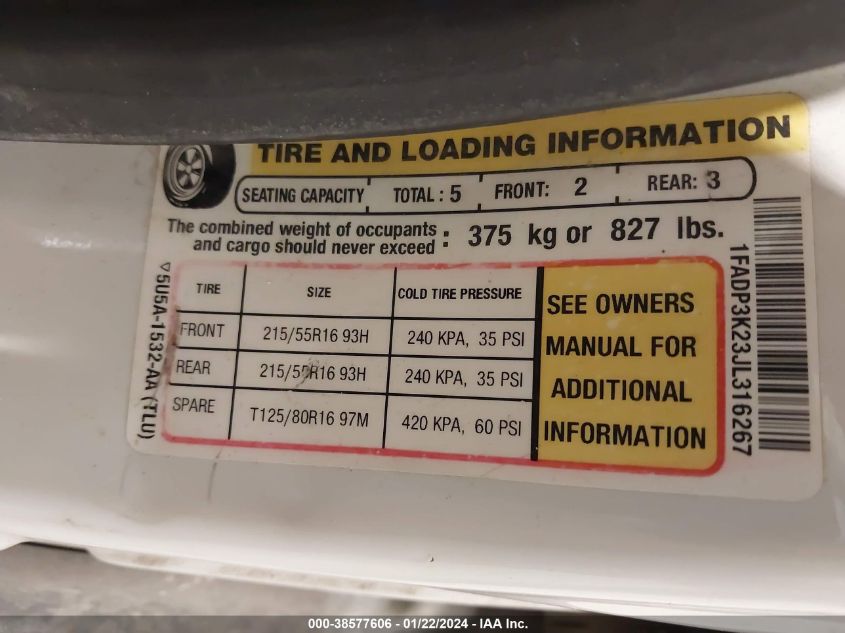 TIRE AND LOADING INFORMATION
SEATING CAPACITY TOTAL : 5 FRONT: 2 REAR: 3
The combined weight of occupants
and cargo should never exceed : 375 kg or 827 lbs.
TIRE SIZE COLD TIRE PRESSURE
FRONT 215/55R16 93H 240 KPA, 35 PSI
REAR 215/55R16 93H 240 KPA, 35 PSI
SPARE T125/80R16 97M 420 KPA, 60 PSI
SEE OWNERS
MANUAL FOR
ADDITIONAL
INFORMATION
5U5A-1532-AA (TLU)
1FADP3K23JL316267
000-38577606 - 01/22/2024 - IAA Inc.